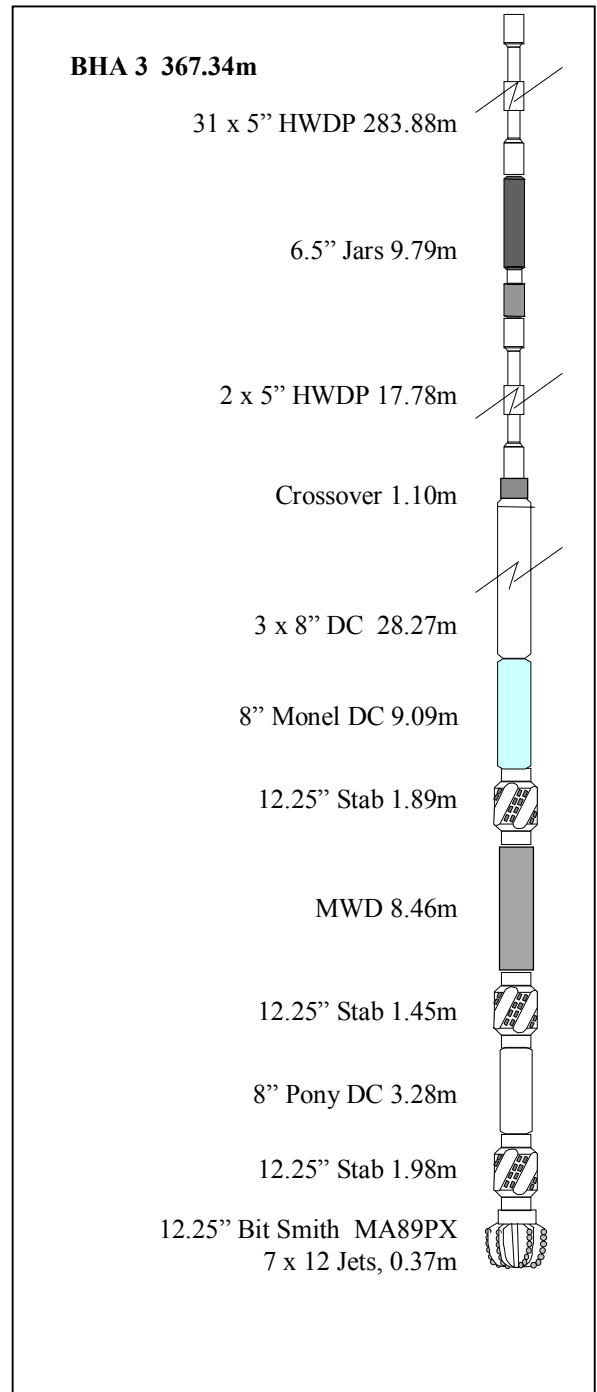 BHA 3 367.34m
31 x 5” HWDP 283.88m
6.5” Jars 9.79m
2 x 5” HWDP 17.78m
Crossover 1.10m
3 x 8” DC 28.27m
8” Monel DC 9.09m
12.25” Stab 1.89m
MWD 8.46m
12.25” Stab 1.45m
8” Pony DC 3.28m
12.25” Stab 1.98m
12.25” Bit Smith MA89PX
7 x 12 Jets, 0.37m